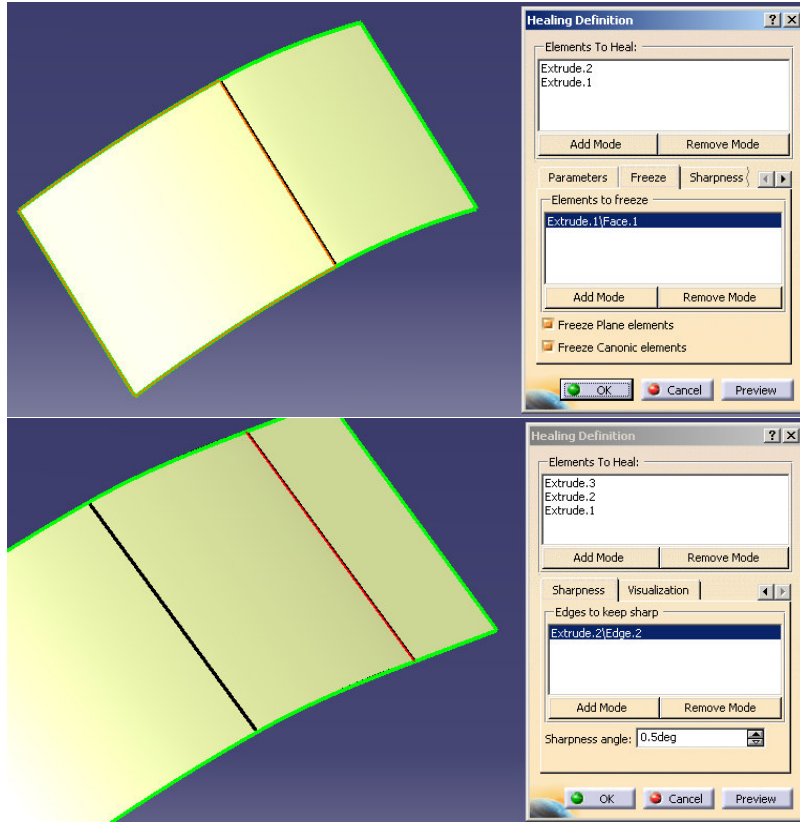 Healing Definition
Elements To Heal:
Extrude.2
Extrude.1
Add Mode Remove Mode
Parameters Freeze Sharpness
Elements to freeze
Extrude.1\Face.1
Add Mode Remove Mode
Freeze Plane elements
Freeze Canonic elements
OK Cancel Preview
Healing Definition
Elements To Heal:
Extrude.3
Extrude.2
Extrude.1
Add Mode Remove Mode
Sharpness Visualization
Edges to keep sharp
Extrude.2\Edge.2
Add Mode Remove Mode
Sharpness angle: 0.5deg
OK Cancel Preview